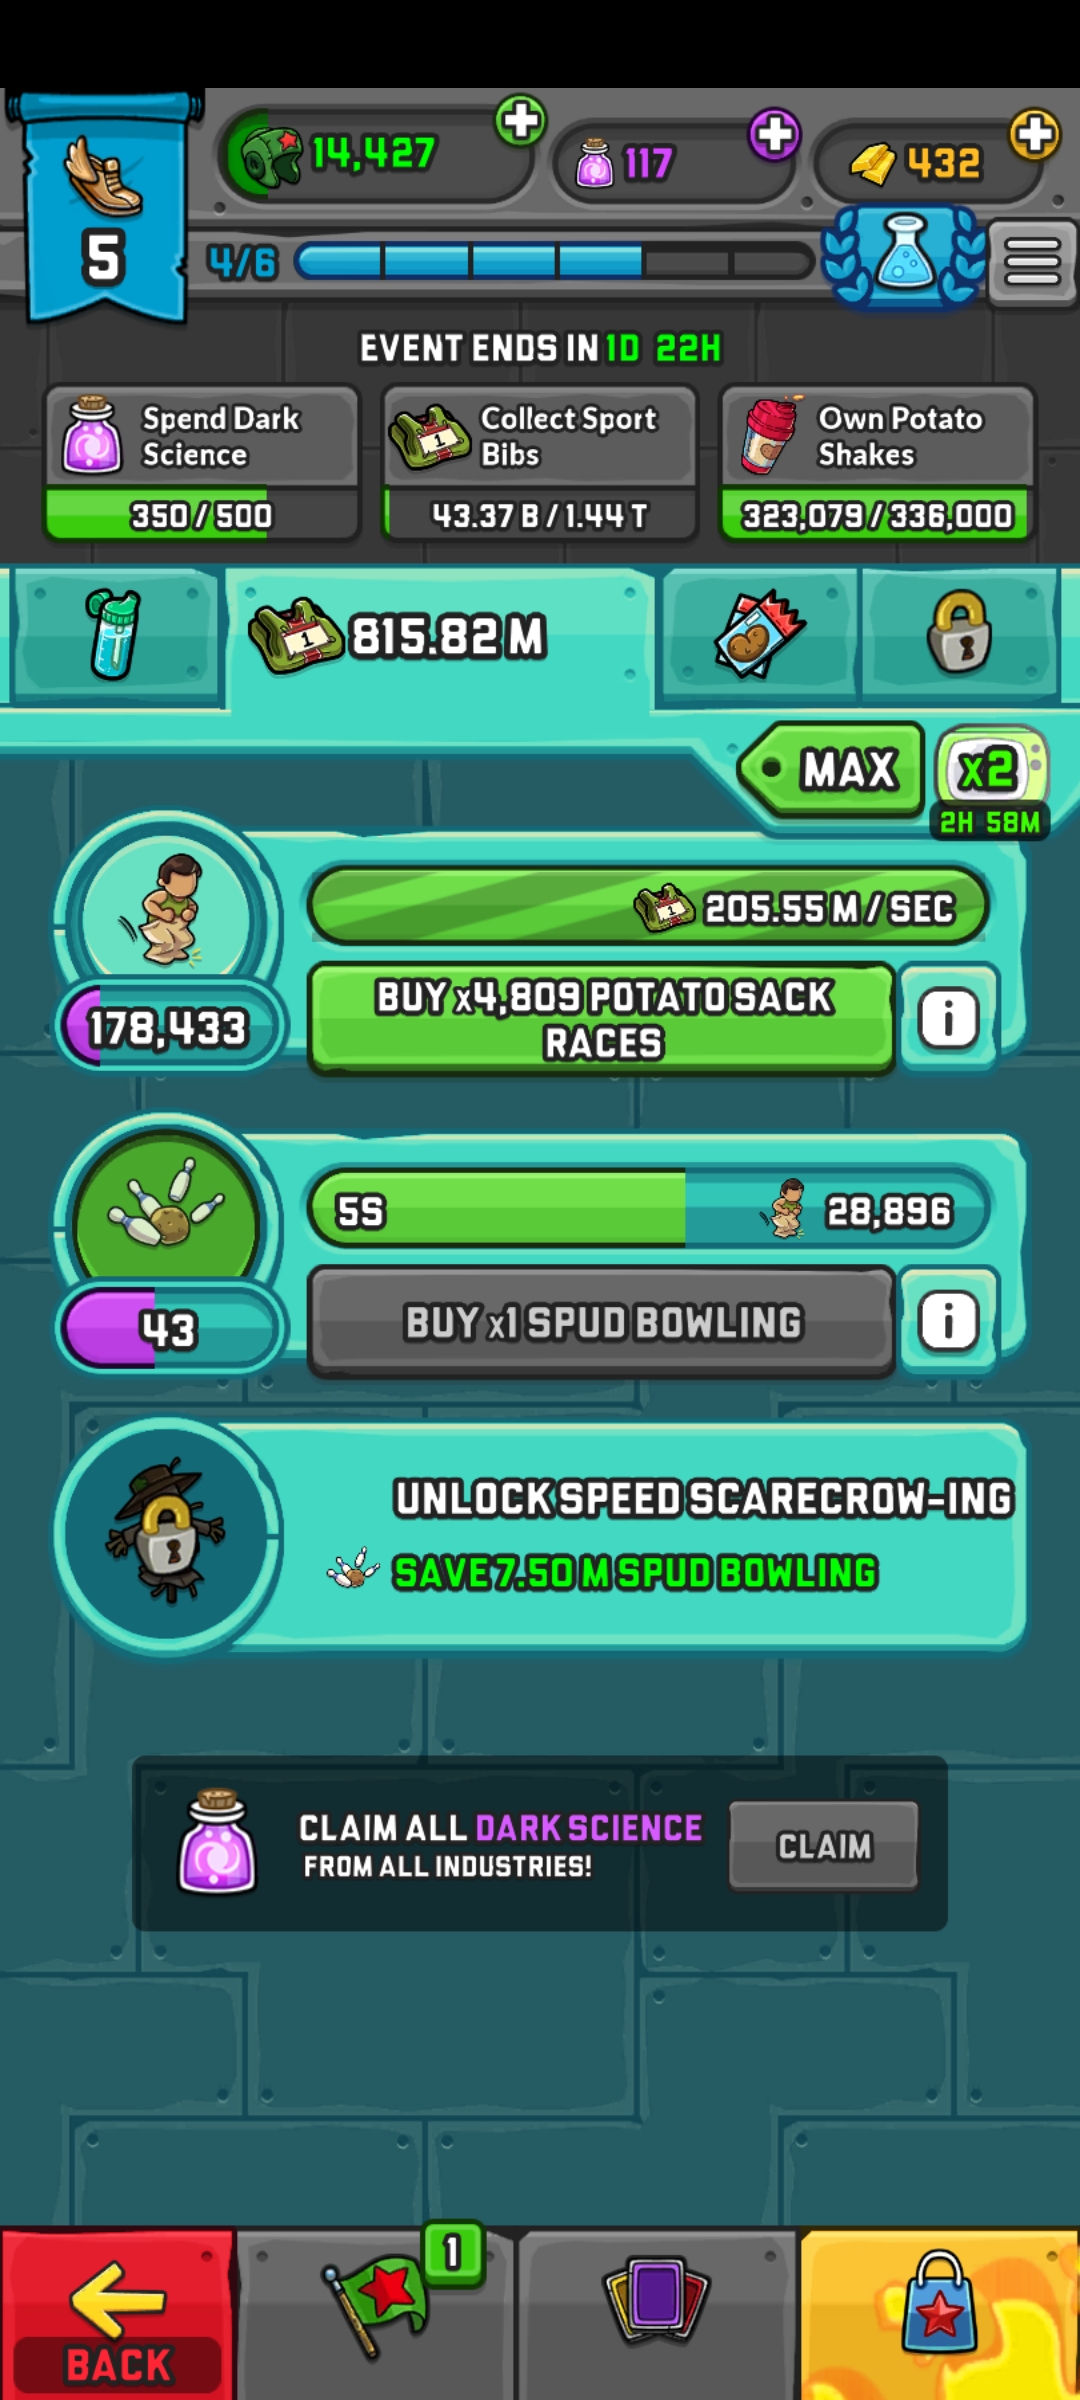 14,427
117
432
5
4/6
EVENT ENDS IN 1D 22H
Spend Dark
Science
350/500
Collect Sport
Bibs
43.37 B/1.44 T
Own Potato
Shakes
323,079/336,000
1
815.82 M
MAX
x2
2H 58M
1
205.55 M/SEC
178,433
BUY x4,809 POTATO SACK
RACES
i
5S
28,896
43
BUY x1 SPUD BOWLING
i
UNLOCK SPEED SCARECROW-ING
SAVE 7.50 M SPUD BOWLING
CLAIM ALL DARK SCIENCE
FROM ALL INDUSTRIES!
CLAIM
1
BACK